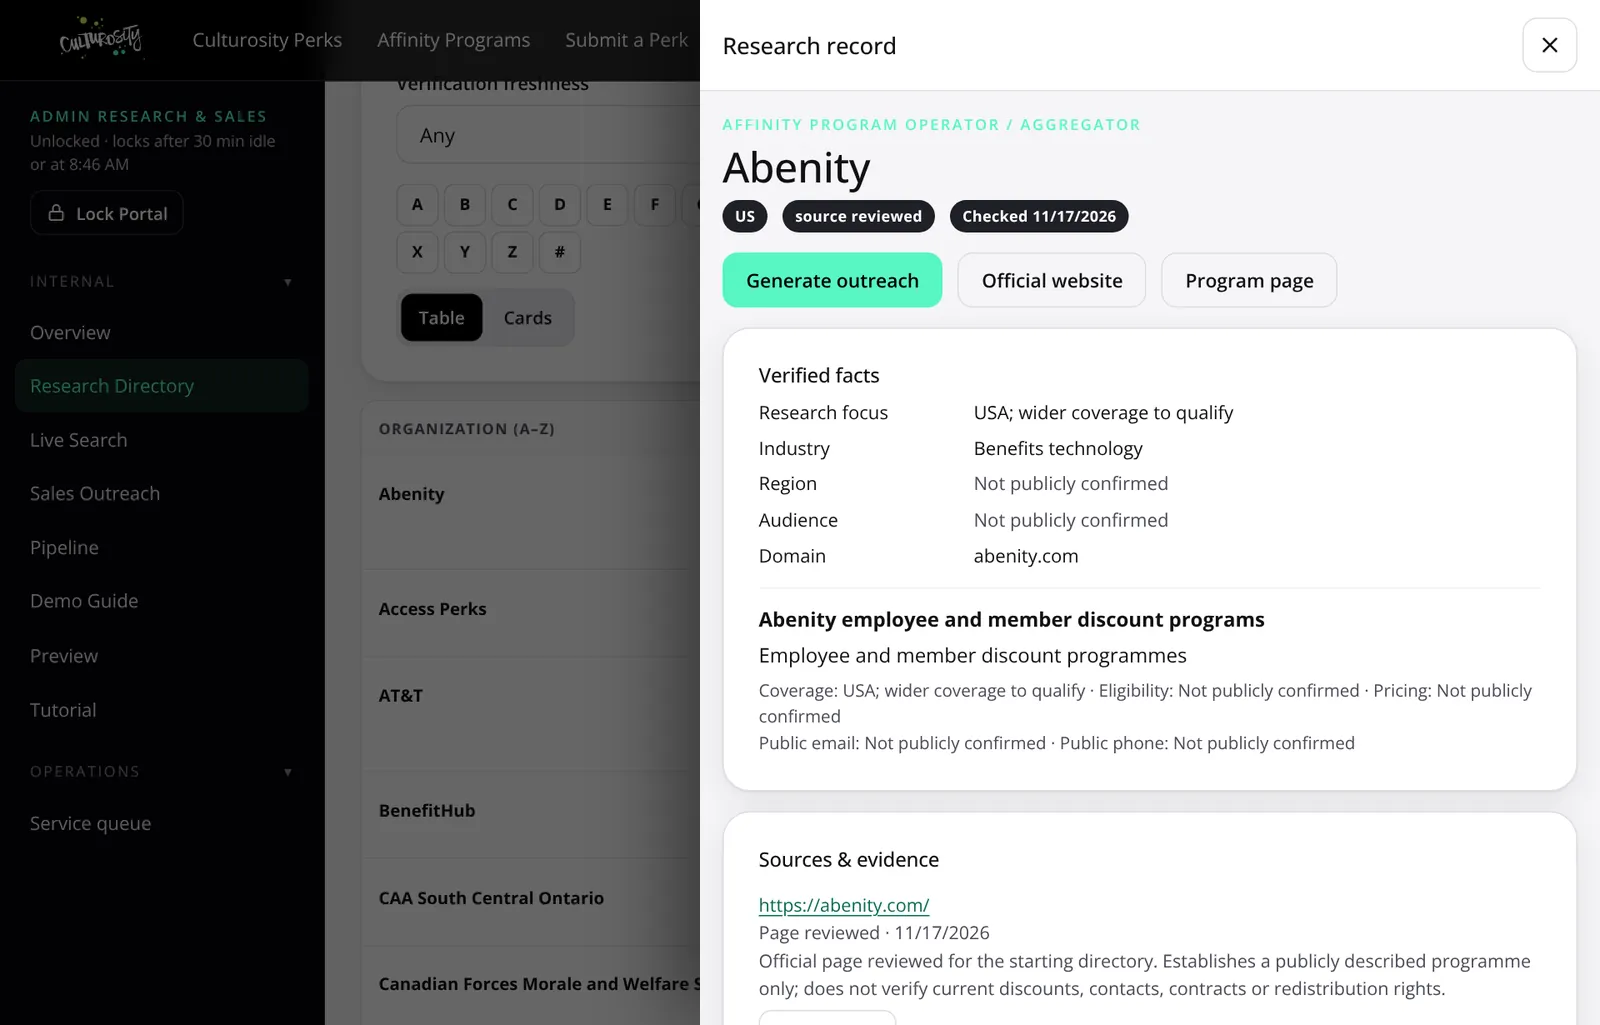 Culturosity
Culturosity Perks
Affinity Programs
Submit a Perk
ADMIN RESEARCH & SALES
Unlocked · locks after 30 min idle
or at 8:46 AM
Lock Portal
INTERNAL
Overview
Research Directory
Live Search
Sales Outreach
Pipeline
Demo Guide
Preview
Tutorial
OPERATIONS
Service queue
Verification freshness
Any
A B C D E F
X Y Z #
Table
Cards
ORGANIZATION (A–Z)
Abenity
Access Perks
AT&T
BenefitHub
CAA South Central Ontario
Canadian Forces Morale and Welfare S
Research record
AFFINITY PROGRAM OPERATOR / AGGREGATOR
Abenity
US
source reviewed
Checked 11/17/2026
Generate outreach
Official website
Program page
Verified facts
Research focus USA; wider coverage to qualify
Industry Benefits technology
Region Not publicly confirmed
Audience Not publicly confirmed
Domain abenity.com
Abenity employee and member discount programs
Employee and member discount programmes
Coverage: USA; wider coverage to qualify · Eligibility: Not publicly confirmed · Pricing: Not publicly
confirmed
Public email: Not publicly confirmed · Public phone: Not publicly confirmed
Sources & evidence
https://abenity.com/
Page reviewed · 11/17/2026
Official page reviewed for the starting directory. Establishes a publicly described programme
only; does not verify current discounts, contacts, contracts or redistribution rights.